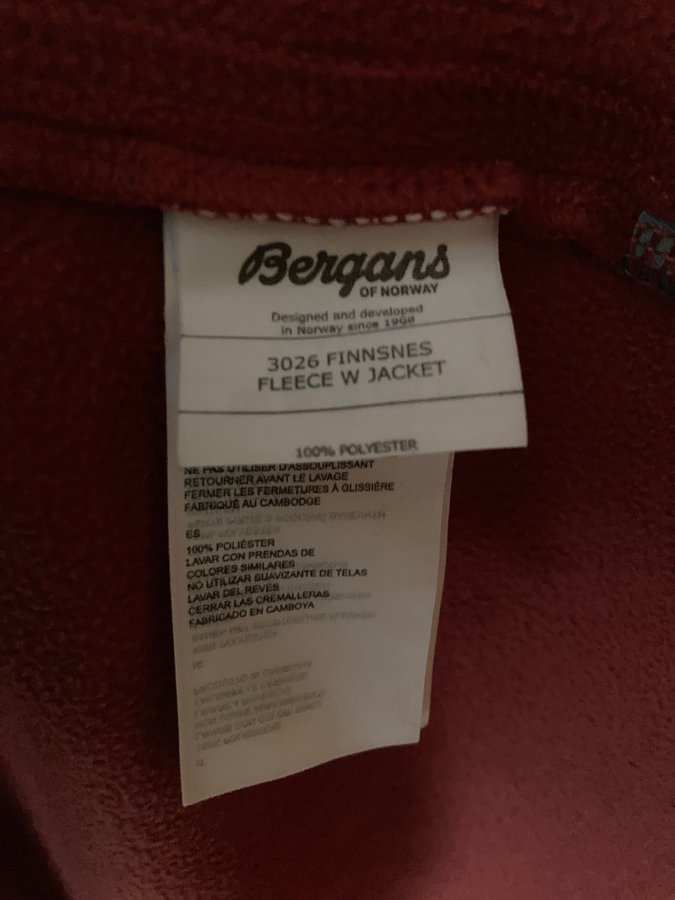 Bergans
OF NORWAY
Designed and developed
in Norway since 1908
3026 FINNSNES
FLEECE W JACKET
100% POLYESTER
NE PAS UTILISER D'ASSOUPLISSANT
RETOURNER AVANT LE LAVAGE
FERMER LES FERMETURES À GLISSIÈRE
FABRIQUÉ AU CAMBODGE
ES
100% POLIÉSTER
LAVAR CON PRENDAS DE
COLORES SIMILARES
NO UTILIZAR SUAVIZANTE DE TELAS
LAVAR DEL REVÉS
CERRAR LAS CREMALLERAS
FABRICADO EN CAMBOYA